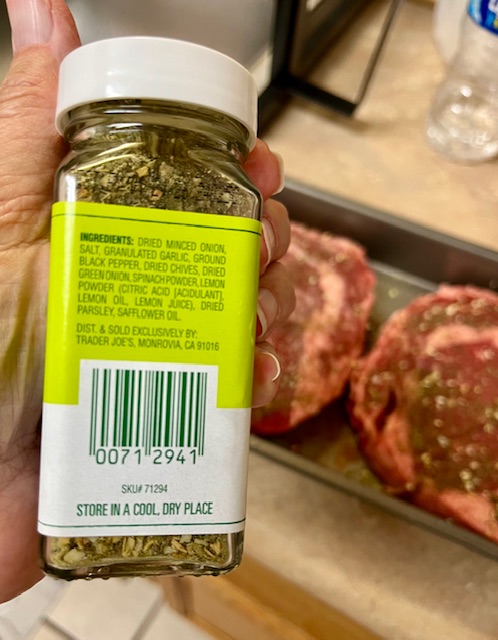 INGREDIENTS: DRIED MINCED ONION,
SALT, GRANULATED GARLIC, GROUND
BLACK PEPPER, DRIED CHIVES, DRIED
GREEN ONION, SPINACH POWDER, LEMON
POWDER (CITRIC ACID [ACIDULANT],
LEMON OIL, LEMON JUICE), DRIED
PARSLEY, SAFFLOWER OIL.
DIST. & SOLD EXCLUSIVELY BY:
TRADER JOE'S, MONROVIA, CA 91016
0071 2941
SKU# 71294
STORE IN A COOL, DRY PLACE